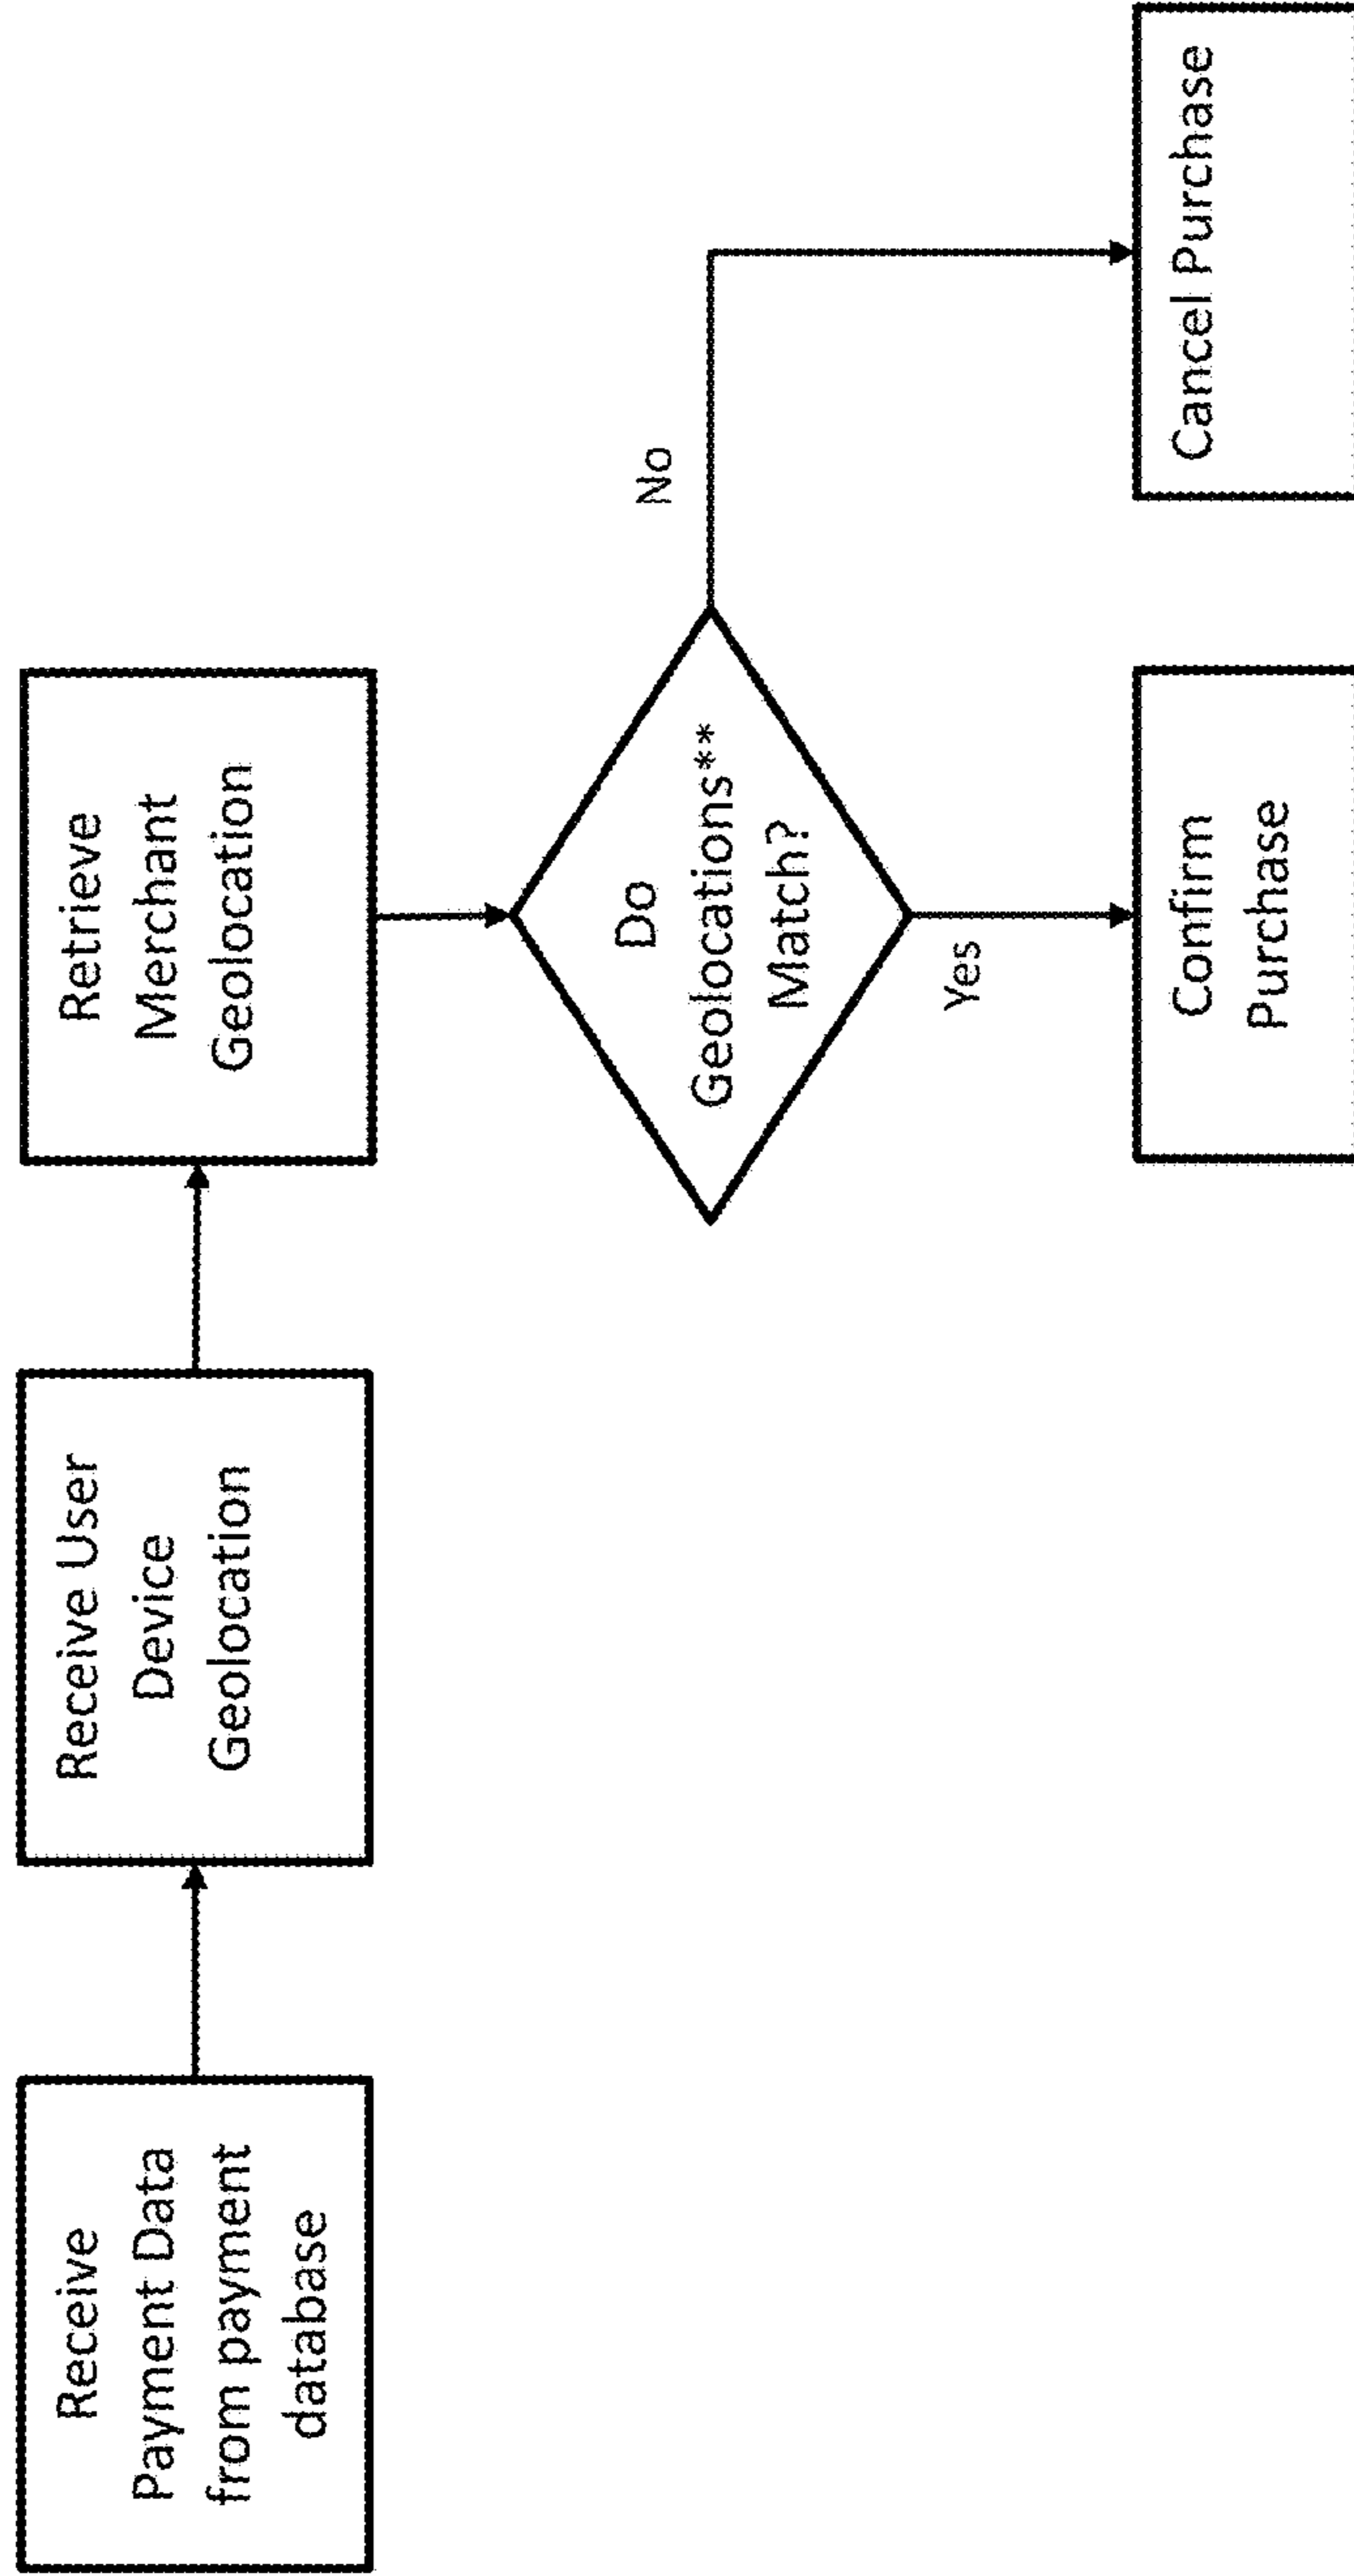 Receive
Payment Data
from payment
database
Receive User
Device
Geolocation
Retrieve
Merchant
Geolocation
Do
Geolocations**
Match?
No
Yes
Confirm
Purchase
Cancel Purchase